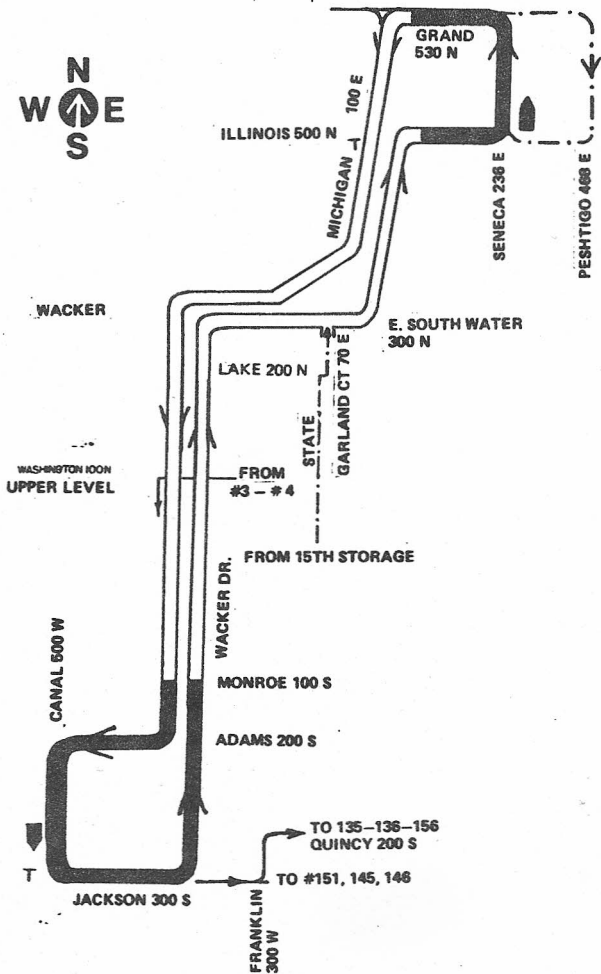 GRAND
530 N
N
W E
S
100 E
ILLINOIS 500 N
MICHIGAN
SENECA 236 E
PESHTIGO 468 E
WACKER
E. SOUTH WATER
300 N
LAKE 200 N
STATE
GARLAND CT 70 E
WASHINGTON 100N
UPPER LEVEL
FROM
#3 – #4
FROM 15TH STORAGE
WACKER DR.
CANAL 500 W
MONROE 100 S
ADAMS 200 S
TO 135–136–156
QUINCY 200 S
T
TO #151, 145, 146
JACKSON 300 S
FRANKLIN
300 W